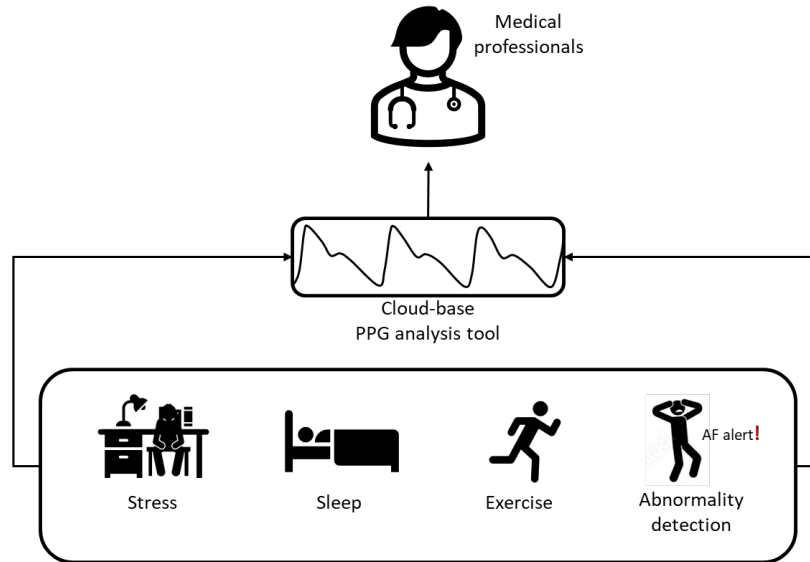 Medical
professionals
Cloud-base
PPG analysis tool
AF alert!
Stress
Sleep
Exercise
Abnormality
detection